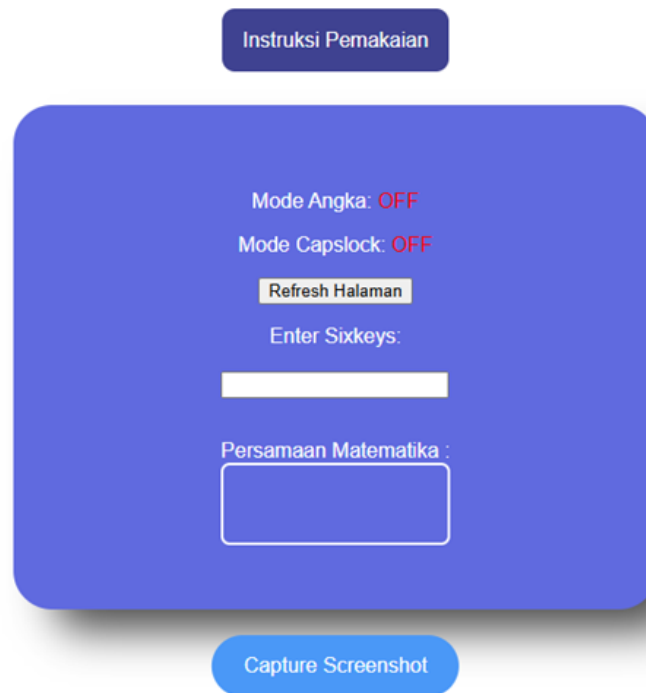 Instruksi Pemakaian
Mode Angka: OFF
Mode Capslock: OFF
Refresh Halaman
Enter Sixkeys:
Persamaan Matematika :
Capture Screenshot